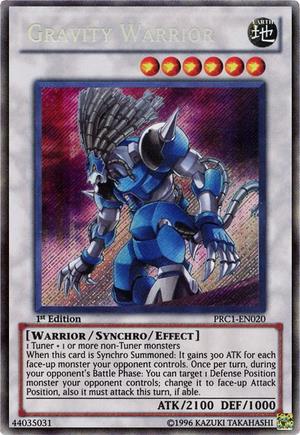 GRAVITY WARRIOR
EARTH
地
1st Edition
PRC1-EN020
[WARRIOR / SYNCHRO/EFFECT]
1 Tuner + 1 or more non-Tuner monsters
When this card is Synchro Summoned: It gains 300 ATK for each
face-up monster your opponent controls. Once per turn, during
your opponent's Battle Phase: You can target 1 face-up Defense
Position monster your opponent controls; change it to face-up Attack
Position, also it must attack this turn, if able.
ATK/2100 DEF/1000
44035031
©1996 KAZUKI TAKAHASHI